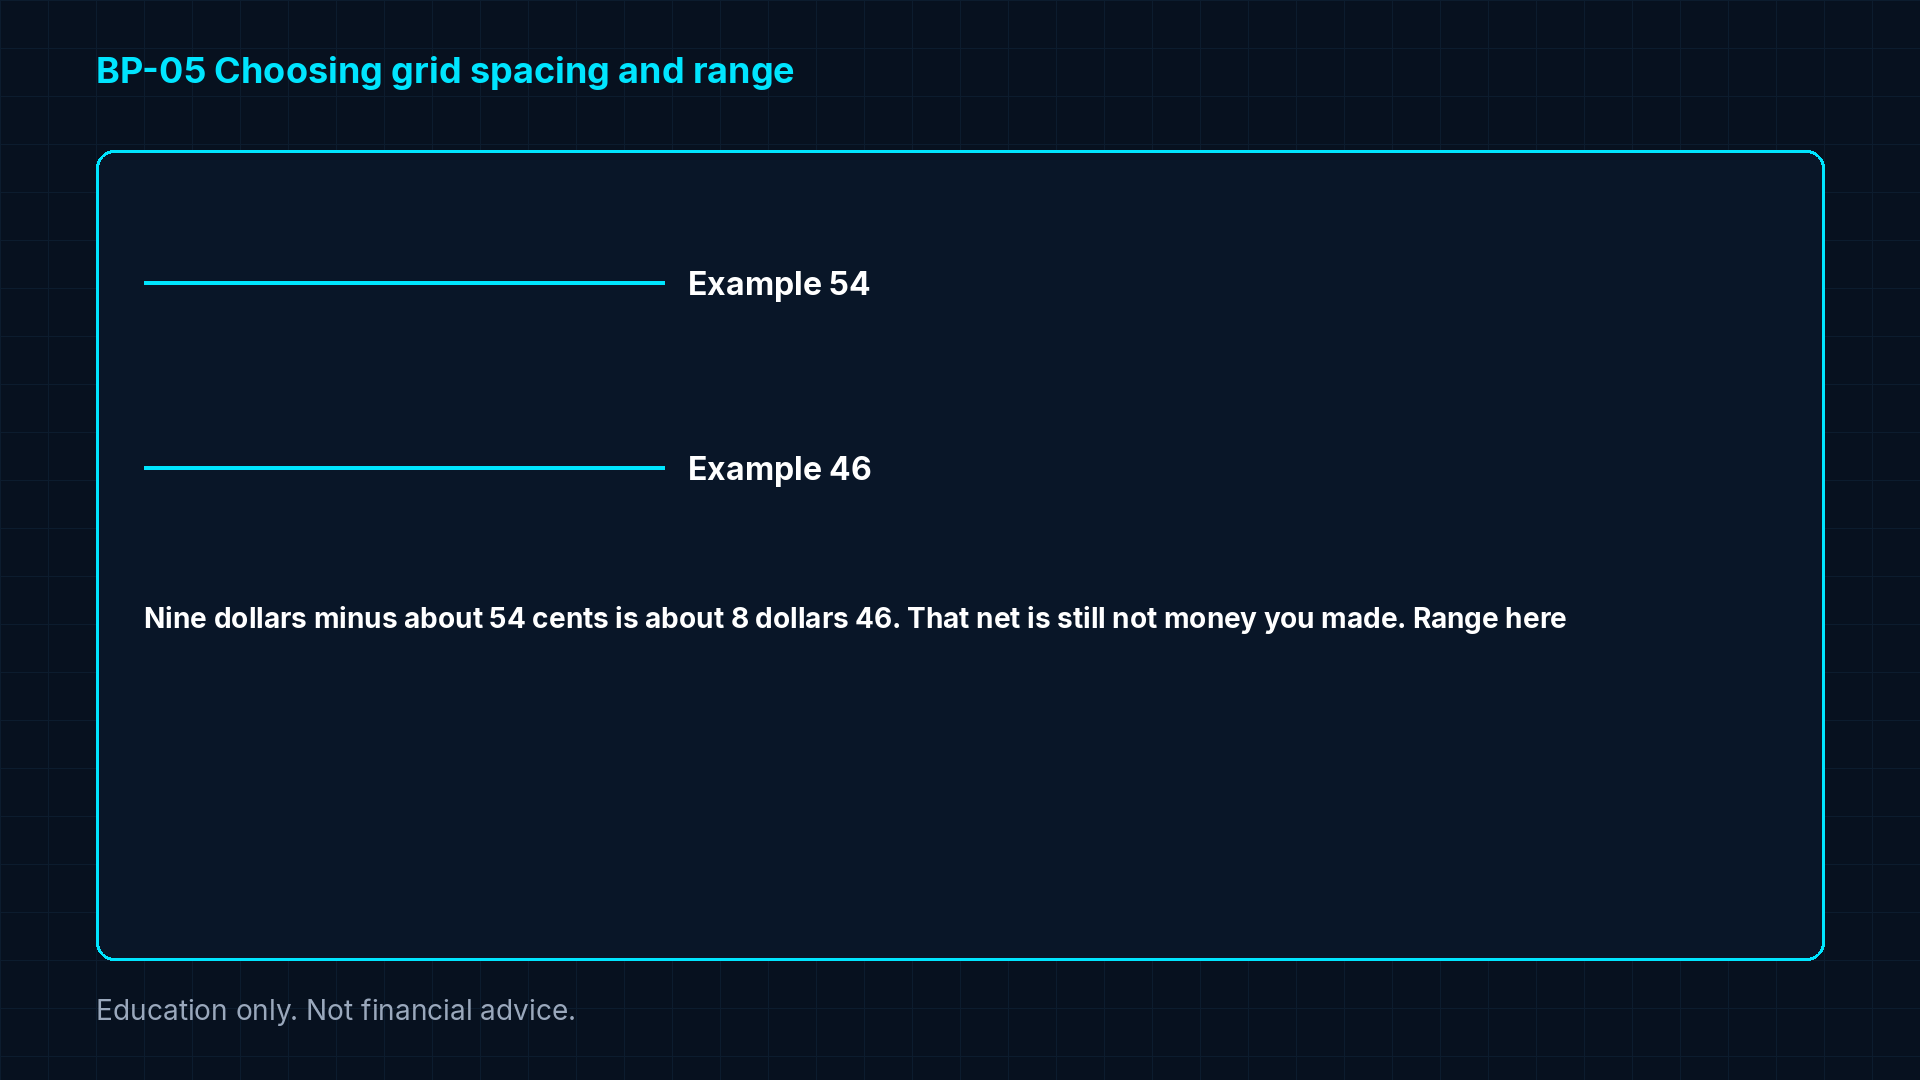 BP-05 Choosing grid spacing and range
Example 54
Example 46
Nine dollars minus about 54 cents is about 8 dollars 46. That net is still not money you made. Range here
Education only. Not financial advice.